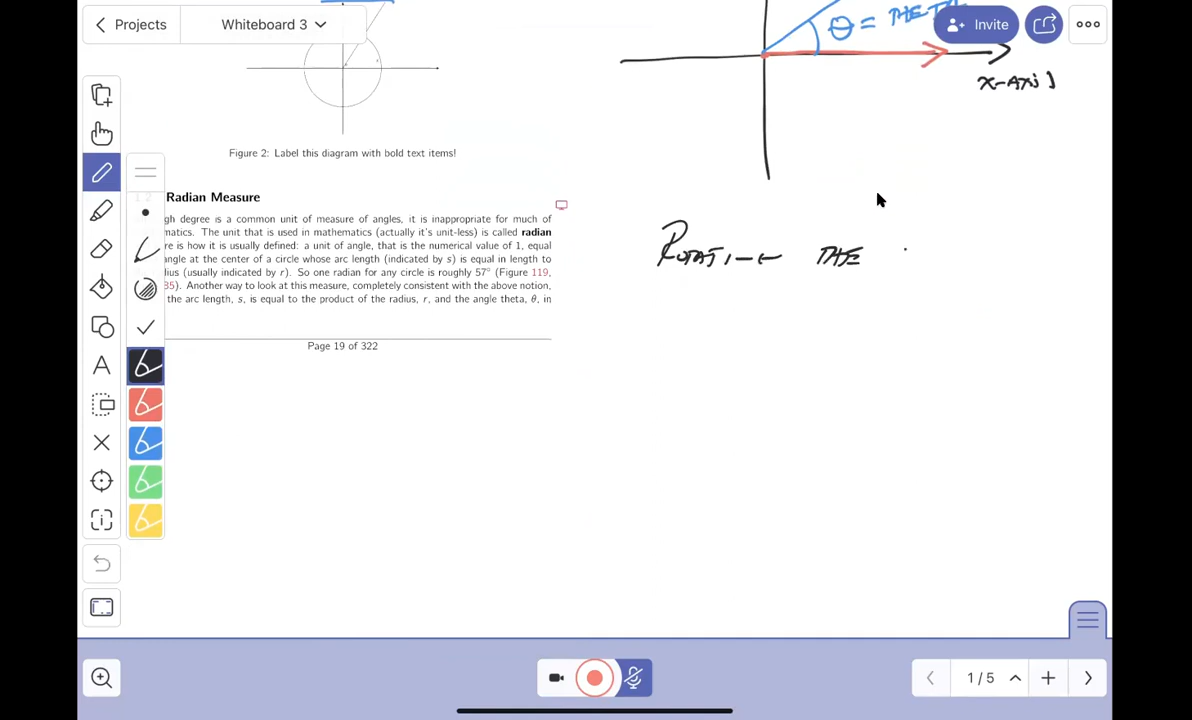 Projects
Whiteboard 3
Invite
θ = THETA
x-Axis
Figure 2: Label this diagram with bold text items!
1.2 Radian Measure
gh degree is a common unit of measure of angles, it is inappropriate for much of
matics. The unit that is used in mathematics (actually it's unit-less) is called radian
re is how it is usually defined: a unit of angle, that is the numerical value of 1, equal
angle at the center of a circle whose arc length (indicated by s) is equal in length to
ius (usually indicated by r). So one radian for any circle is roughly 57° (Figure 119,
35). Another way to look at this measure, completely consistent with the above notion,
the arc length, s, is equal to the product of the radius, r, and the angle theta, θ, in
Page 19 of 322
THE
1 / 5